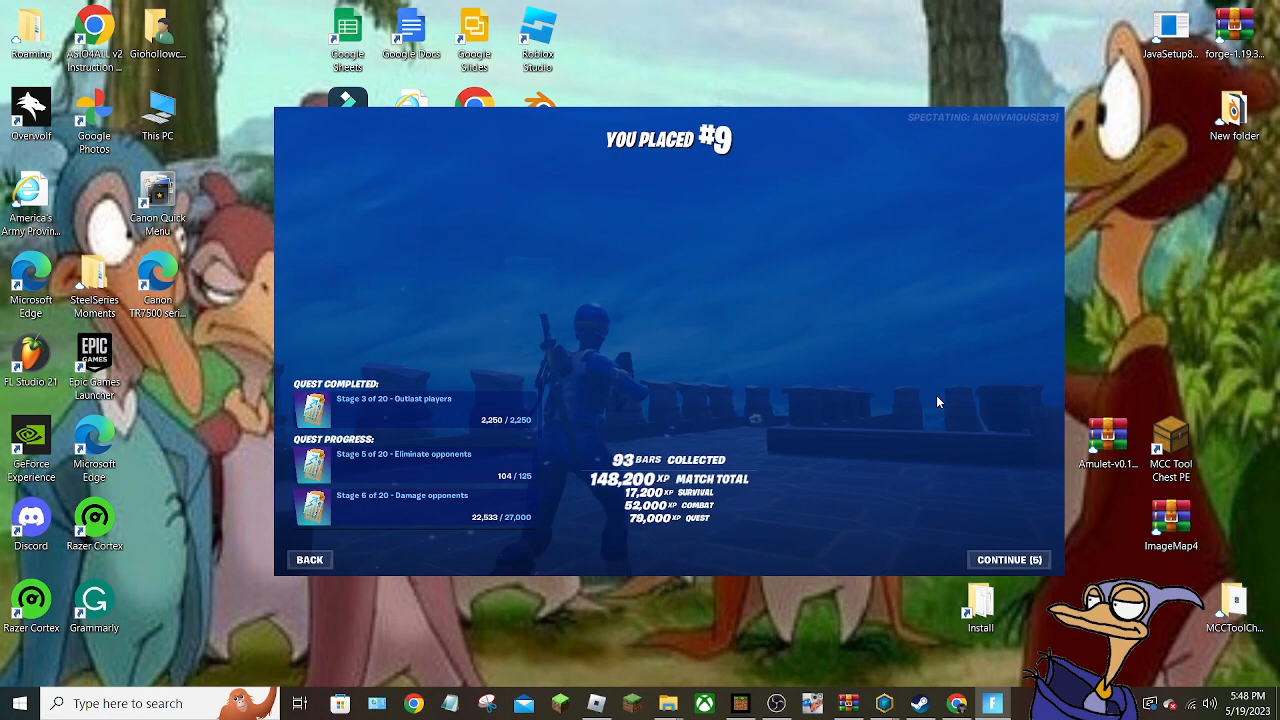 Roaming
ASTDWALL v2 Instruction ...
Giohollowc... .
Google Sheets
Google Docs
Google Slides
Roblox Studio
JavaSetup8...
forge-1.19.3...
Overwolf
Google Photos
This PC
New folder
America's Army Provin...
Canon Quick Menu
Microsoft Edge
SteelSeries Moments
Canon TR7500 seri...
FL Studio 21
EPIC GAMES
Epic Games Launcher
GeForce Experience
Microsoft Edge
Amulet-v0.1...
MCC Tool Chest PE
Discord
Razer Cortex
ImageMap4
Razer Cortex
Grammarly
Install
MCCToolCh...
SPECTATING: ANONYMOUS[313]
YOU PLACED #9
QUEST COMPLETED:
Stage 3 of 20 - Outlast players
2,250 / 2,250
QUEST PROGRESS:
Stage 5 of 20 - Eliminate opponents
104 / 125
Stage 6 of 20 - Damage opponents
22,533 / 27,000
93 BARS COLLECTED
148,200 XP MATCH TOTAL
17,200 XP SURVIVAL
52,000 XP COMBAT
79,000 XP QUEST
BACK
CONTINUE (5)
Type here to search
5:48 PM
5/19/2023